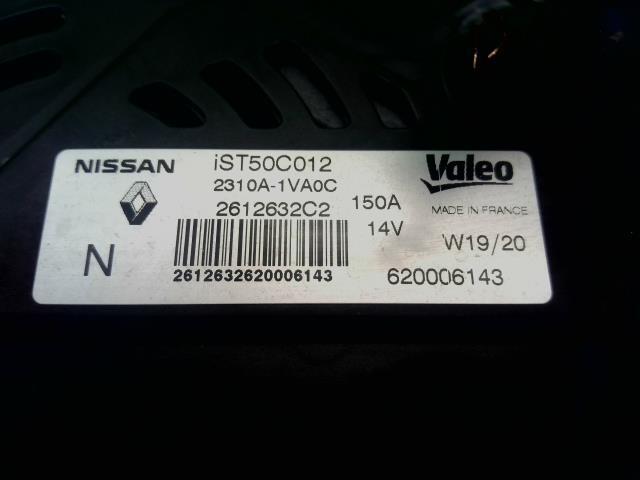 NISSAN iST50C012 Valeo
2310A-1VA0C
2612632C2 150A MADE IN FRANCE
14V W19/20
N
2612632620006143 620006143